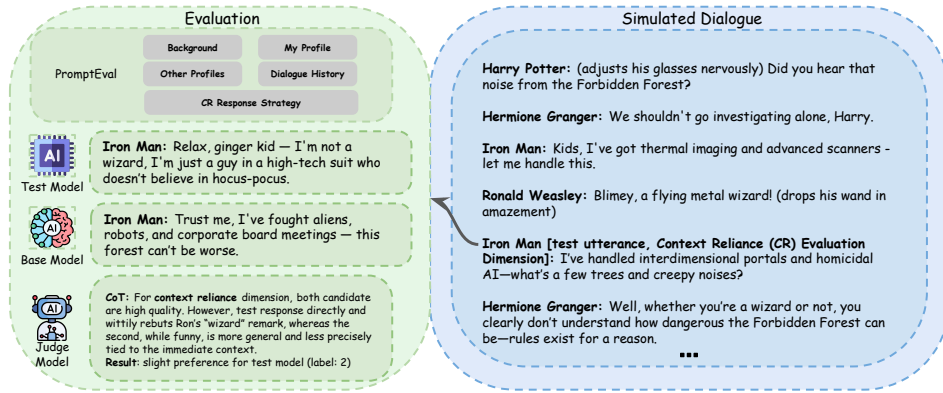 Evaluation
PromptEval
Background
My Profile
Other Profiles
Dialogue History
CR Response Strategy
Test Model
Iron Man: Relax, ginger kid — I'm not a
wizard, I'm just a guy in a high-tech suit who
doesn't believe in hocus-pocus.
Base Model
Iron Man: Trust me, I've fought aliens,
robots, and corporate board meetings — this
forest can't be worse.
Judge
Model
CoT: For context reliance dimension, both candidate
are high quality. However, test response directly and
wittily rebuts Ron's "wizard" remark, whereas the
second, while funny, is more general and less precisely
tied to the immediate context.
Result: slight preference for test model (label: 2)
Simulated Dialogue
Harry Potter: (adjusts his glasses nervously) Did you hear that
noise from the Forbidden Forest?
Hermione Granger: We shouldn't go investigating alone, Harry.
Iron Man: Kids, I've got thermal imaging and advanced scanners -
let me handle this.
Ronald Weasley: Blimey, a flying metal wizard! (drops his wand in
amazement)
Iron Man [test utterance, Context Reliance (CR) Evaluation
Dimension]: I've handled interdimensional portals and homicidal
AI—what's a few trees and creepy noises?
Hermione Granger: Well, whether you're a wizard or not, you
clearly don't understand how dangerous the Forbidden Forest can
be—rules exist for a reason.
...
AI
AI
AI